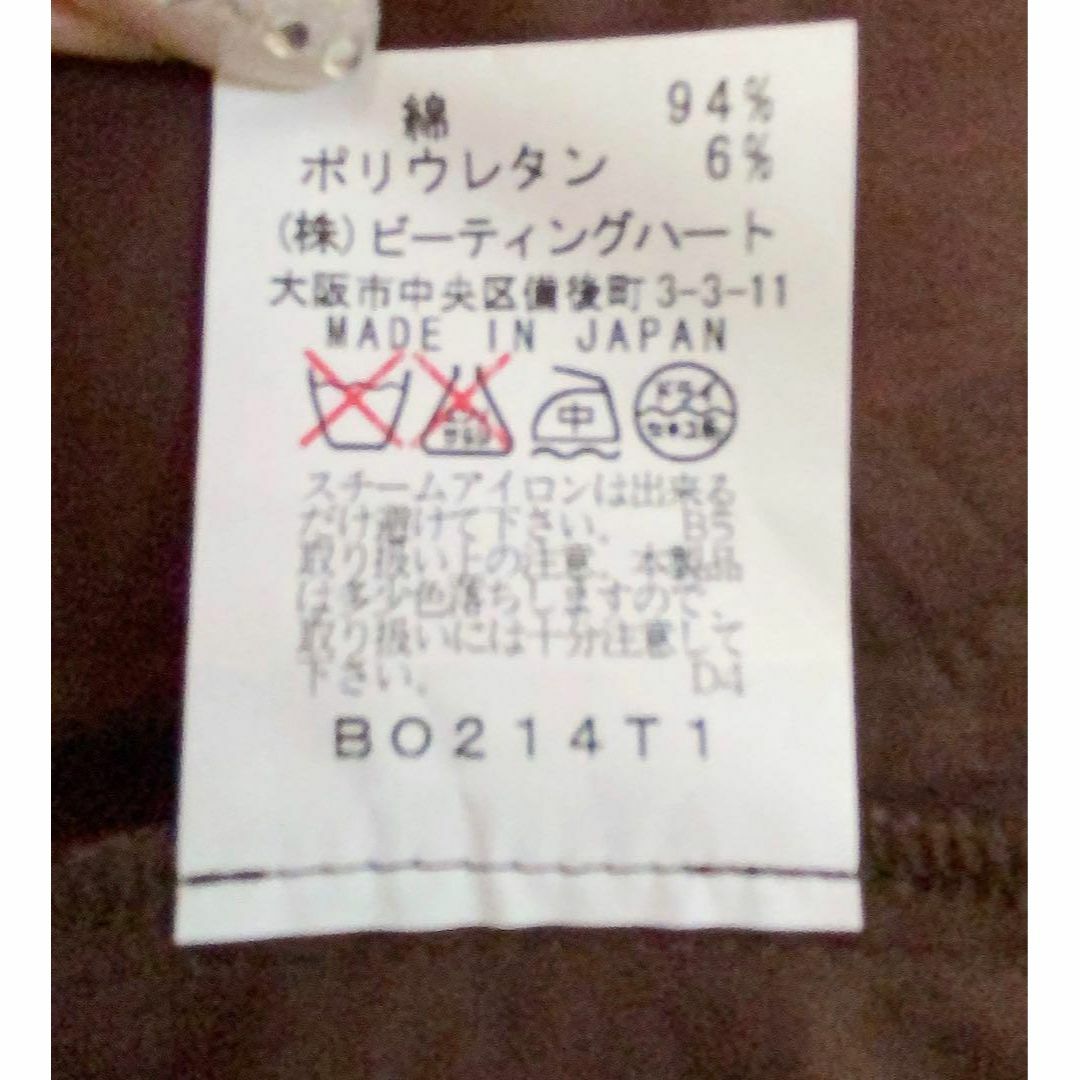 綿 94%
ポリウレタン 6%
(株)ビーティングハート
大阪市中央区備後町3-3-11
MADE IN JAPAN
中 ドライ
セキユ系
スチームアイロンは出来る
だけ避けて下さい。 B5
取り扱い上の注意、本製品
は多少色落ちしますので、
取り扱いには十分注意して
下さい。 D4
BO214T1